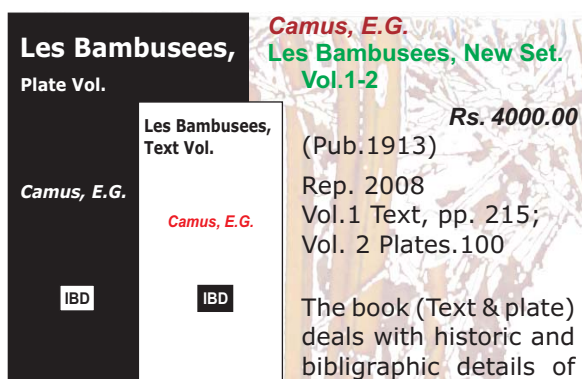 Les Bambusees,
Plate Vol.
Camus, E.G.
IBD
Les Bambusees,
Text Vol.
Camus, E.G.
IBD
Camus, E.G.
Les Bambusees, New Set.
Vol.1-2
Rs. 4000.00
(Pub.1913)
Rep. 2008
Vol.1 Text, pp. 215;
Vol. 2 Plates.100
The book (Text & plate)
deals with historic and
bibligraphic details of